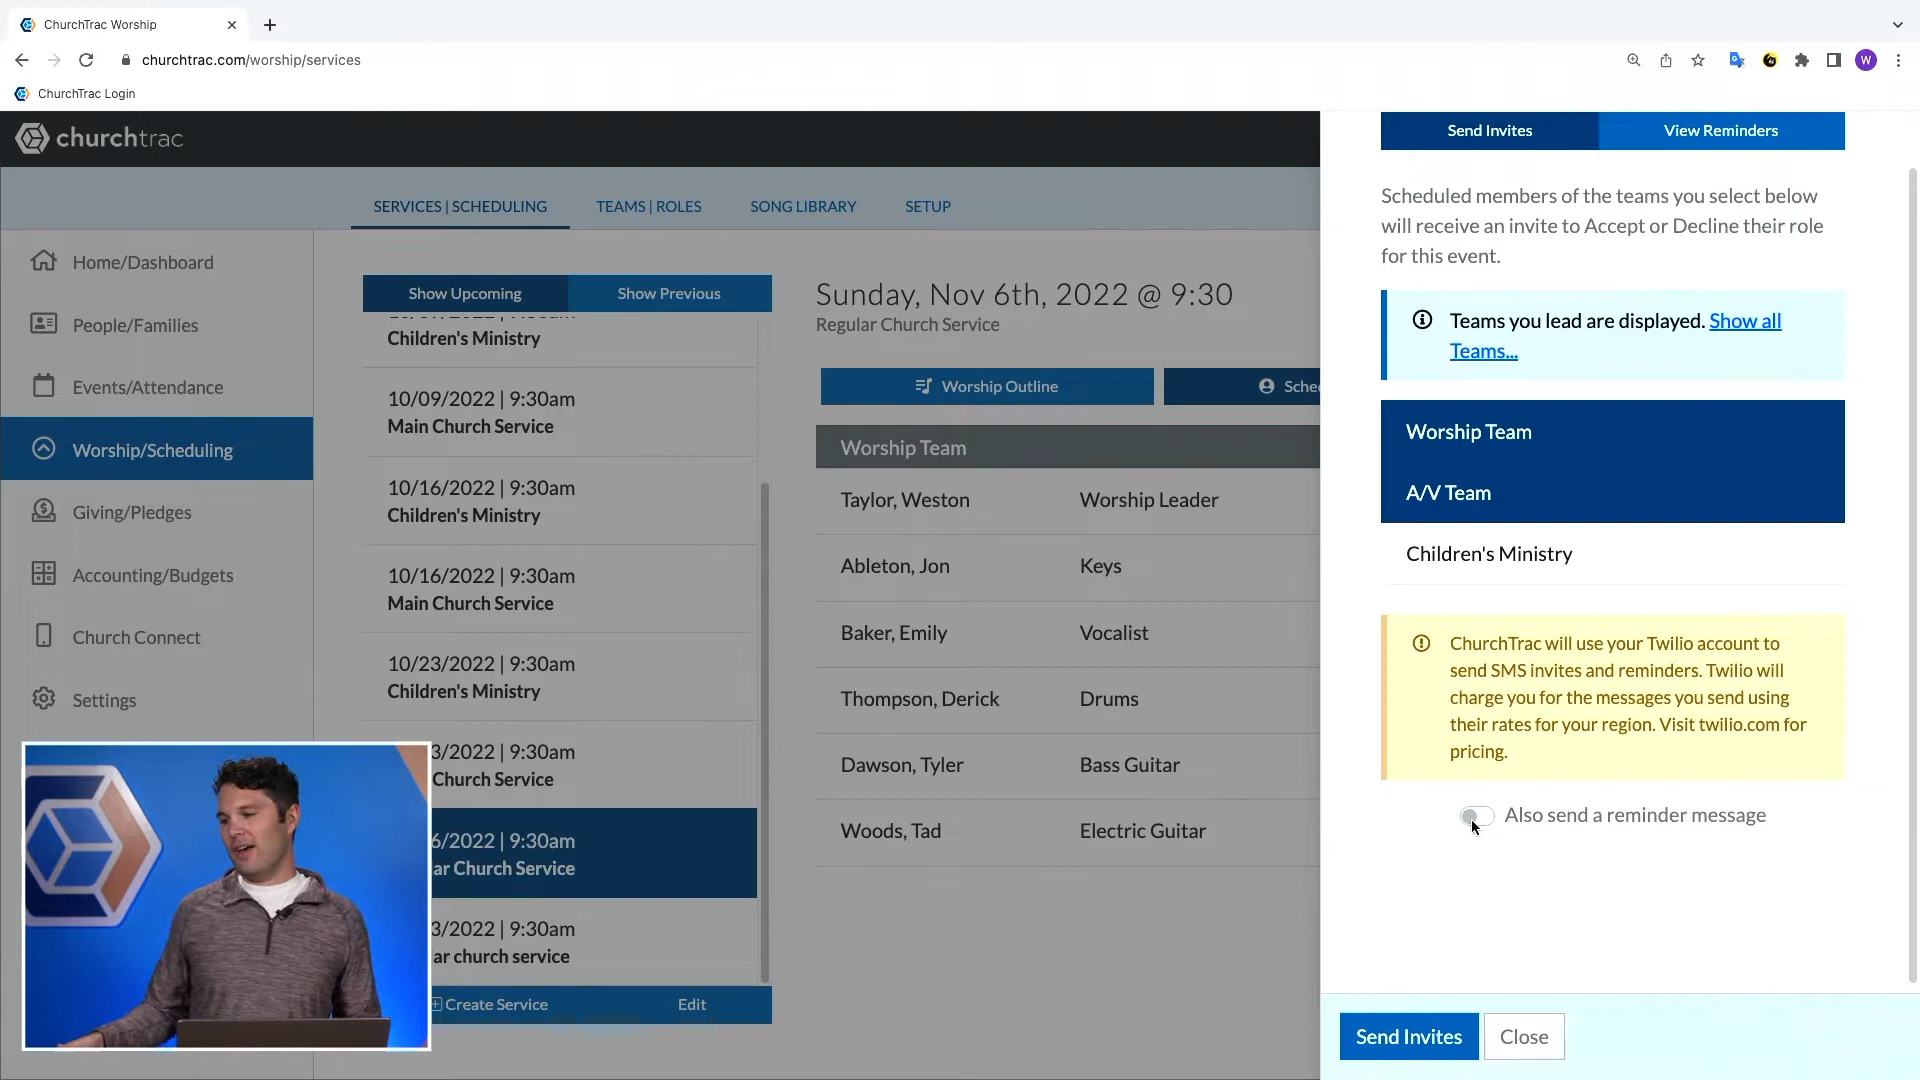 ChurchTrac Worship
churchtrac.com/worship/services
W
ChurchTrac Login
churchtrac
SERVICES | SCHEDULING
TEAMS | ROLES
SONG LIBRARY
SETUP
Home/Dashboard
People/Families
Events/Attendance
Worship/Scheduling
Giving/Pledges
Accounting/Budgets
Church Connect
Settings
Show Upcoming
Show Previous
Children's Ministry
10/09/2022 | 9:30am
Main Church Service
10/16/2022 | 9:30am
Children's Ministry
10/16/2022 | 9:30am
Main Church Service
10/23/2022 | 9:30am
Children's Ministry
3/2022 | 9:30am
Church Service
6/2022 | 9:30am
ar Church Service
3/2022 | 9:30am
ar church service
Create Service
Edit
Sunday, Nov 6th, 2022 @ 9:30
Regular Church Service
Worship Outline
Sche
Worship Team
Taylor, Weston Worship Leader
Ableton, Jon Keys
Baker, Emily Vocalist
Thompson, Derick Drums
Dawson, Tyler Bass Guitar
Woods, Tad Electric Guitar
Send Invites
View Reminders
Scheduled members of the teams you select below
will receive an invite to Accept or Decline their role
for this event.
Teams you lead are displayed. Show all
Teams...
Worship Team
A/V Team
Children's Ministry
ChurchTrac will use your Twilio account to
send SMS invites and reminders. Twilio will
charge you for the messages you send using
their rates for your region. Visit twilio.com for
pricing.
Also send a reminder message
Send Invites
Close